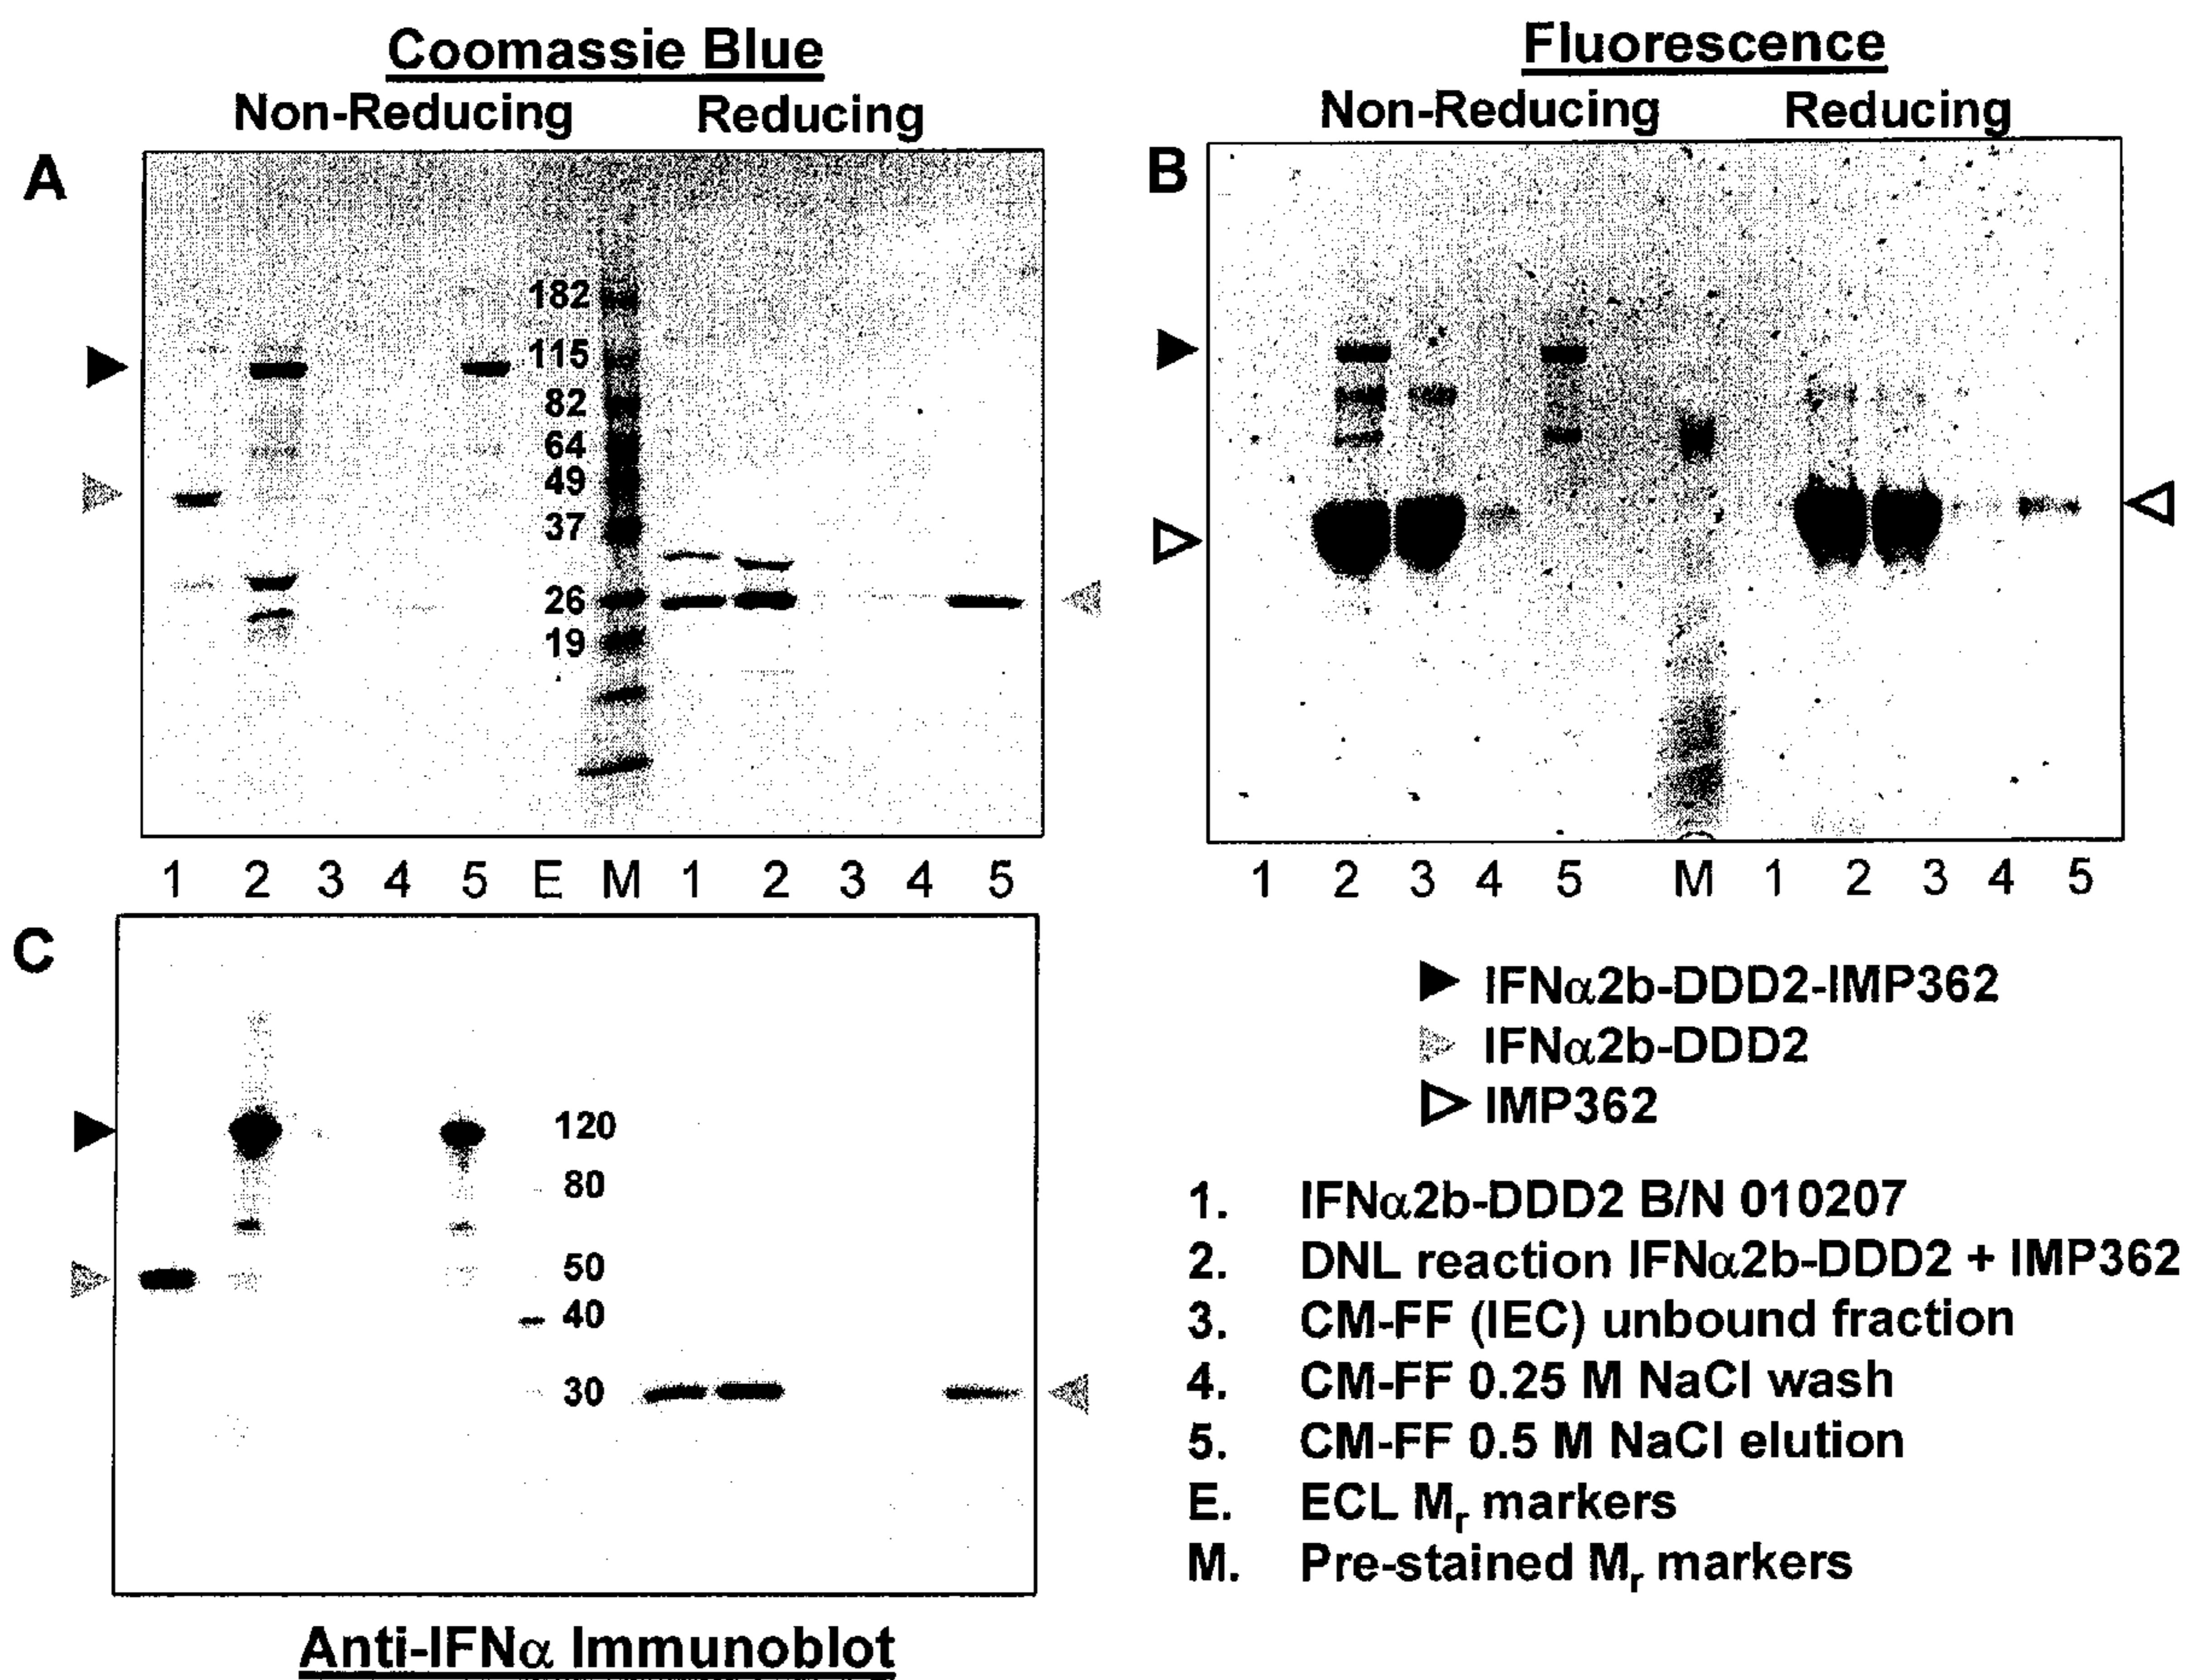 Coomassie Blue
Non-Reducing Reducing
A
182
115
82
64
49
37
26
19
1 2 3 4 5 E M 1 2 3 4 5
Fluorescence
Non-Reducing Reducing
B
1 2 3 4 5 M 1 2 3 4 5
C
120
80
50
40
30
Anti-IFNα Immunoblot
IFNα2b-DDD2-IMP362
IFNα2b-DDD2
IMP362
1. IFNα2b-DDD2 B/N 010207
2. DNL reaction IFNα2b-DDD2 + IMP362
3. CM-FF (IEC) unbound fraction
4. CM-FF 0.25 M NaCl wash
5. CM-FF 0.5 M NaCl elution
E. ECL Mr markers
M. Pre-stained Mr markers